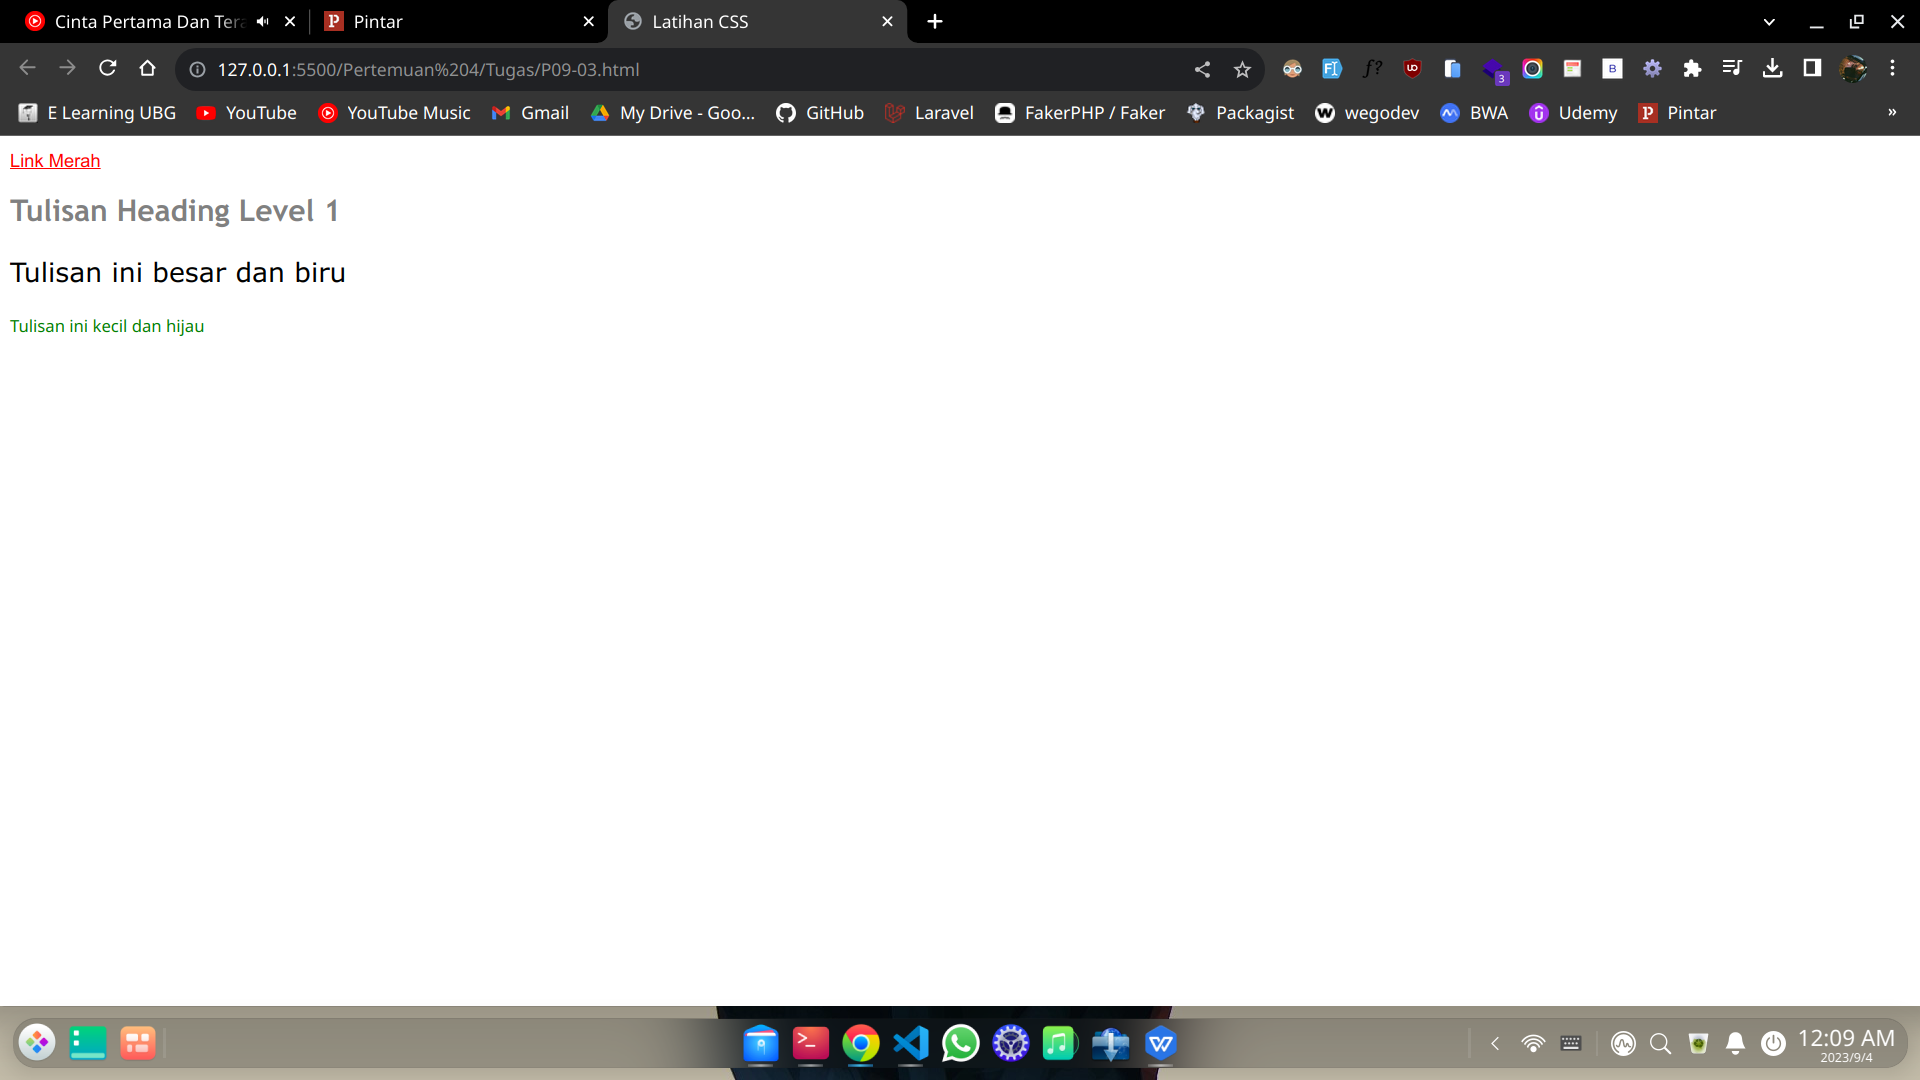 Cinta Pertama Dan Tera
Pintar
Latihan CSS
127.0.0.1:5500/Pertemuan%204/Tugas/P09-03.html
E Learning UBG
YouTube
YouTube Music
Gmail
My Drive - Goo...
GitHub
Laravel
FakerPHP / Faker
Packagist
wegodev
BWA
Udemy
Pintar
»
Link Merah
Tulisan Heading Level 1
Tulisan ini besar dan biru
Tulisan ini kecil dan hijau
12:09 AM
2023/9/4